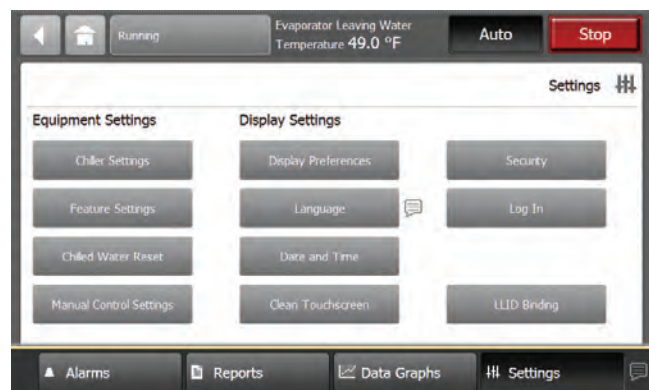 Running
Evaporator Leaving Water
Temperature 49.0 °F
Auto
Stop
Settings
Equipment Settings
Display Settings
Chiller Settings
Display Preferences
Security
Feature Settings
Language
Log In
Chilled Water Reset
Date and Time
Manual Control Settings
Clean Touchscreen
LLID Binding
Alarms
Reports
Data Graphs
Settings